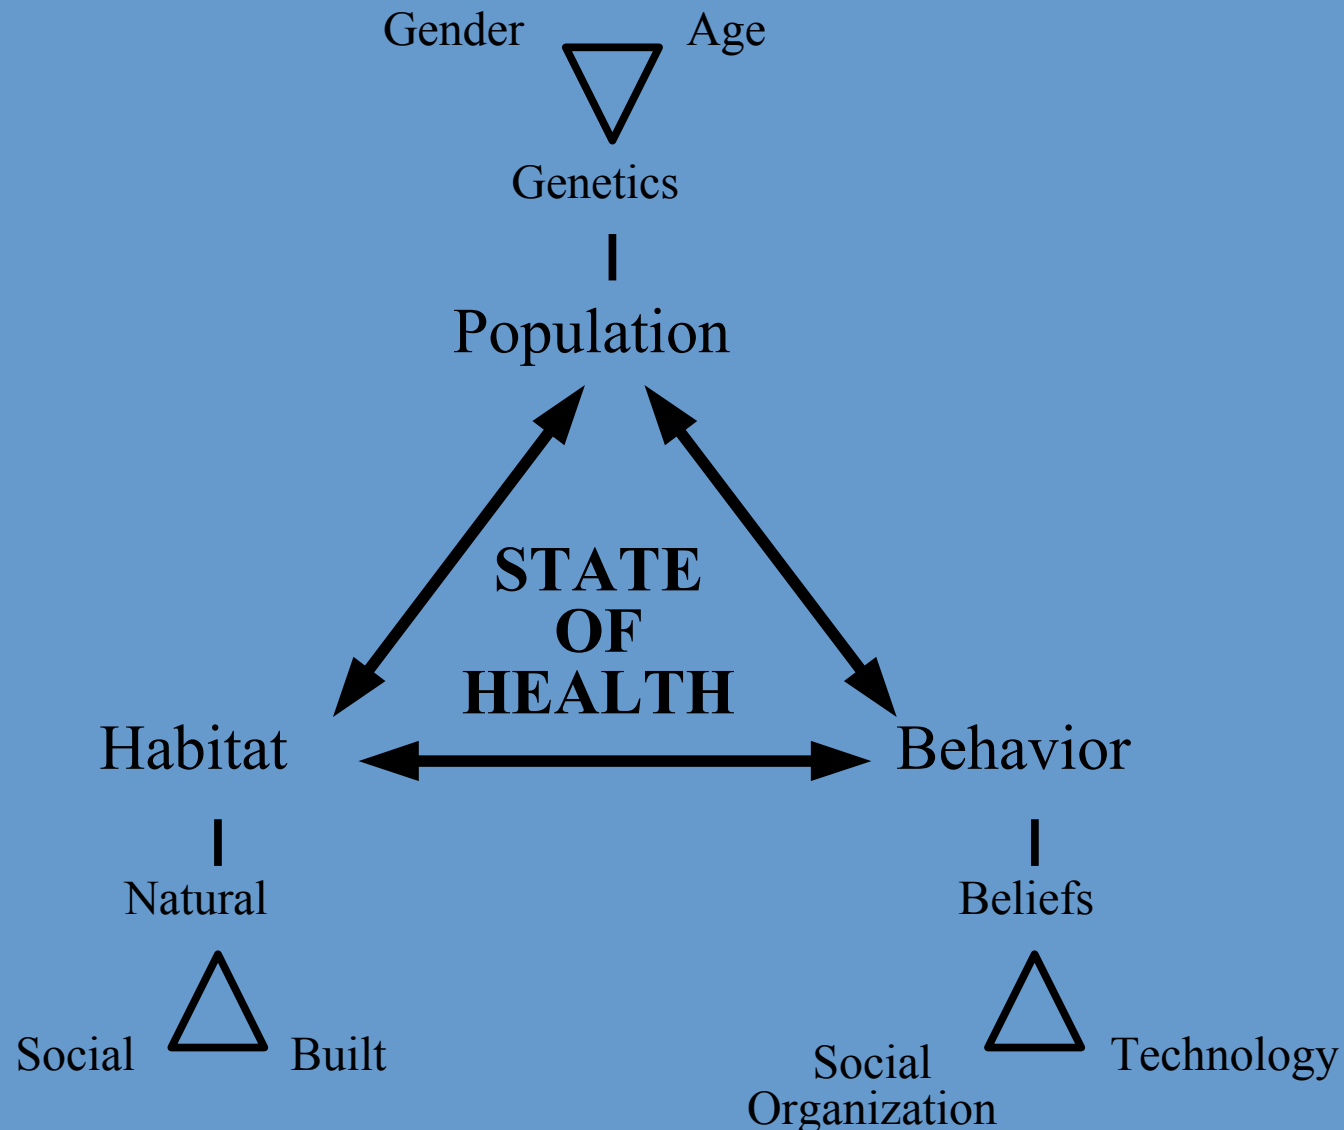 Gender
Age
Genetics
Population
STATE
OF
HEALTH
Habitat
Behavior
Natural
Beliefs
Social
Built
Social
Organization
Technology